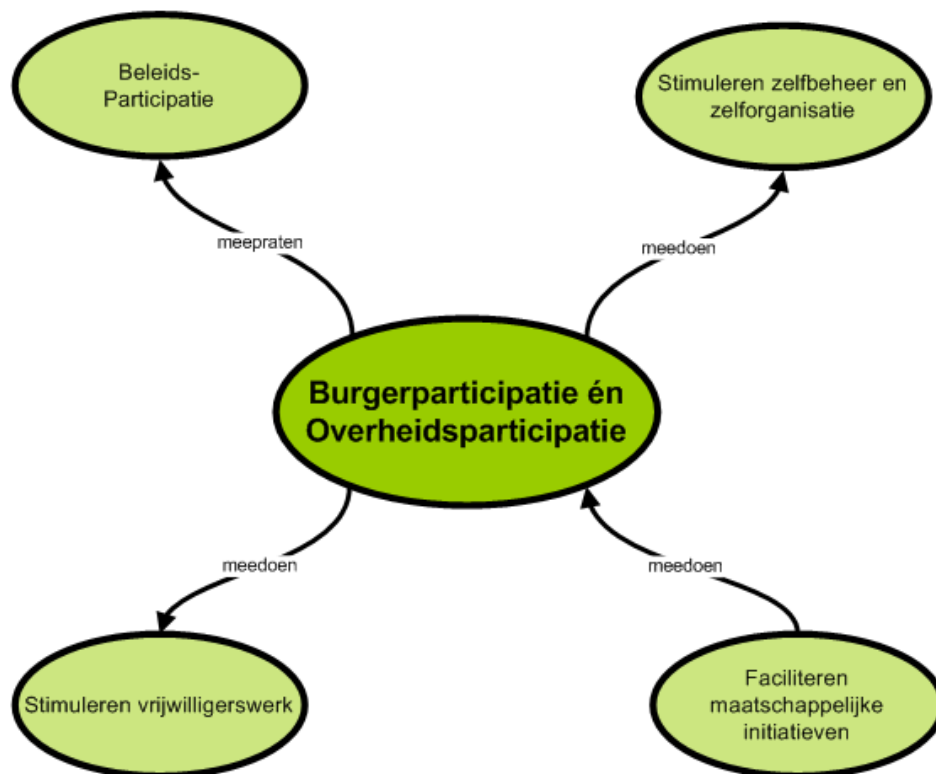 Beleids-
Participatie
Stimuleren zelfbeheer en
zelforganisatie
meepraten
meedoen
Burgerparticipatie én
Overheidsparticipatie
meedoen
meedoen
Stimuleren vrijwilligerswerk
Faciliteren
maatschappelijke
initiatieven